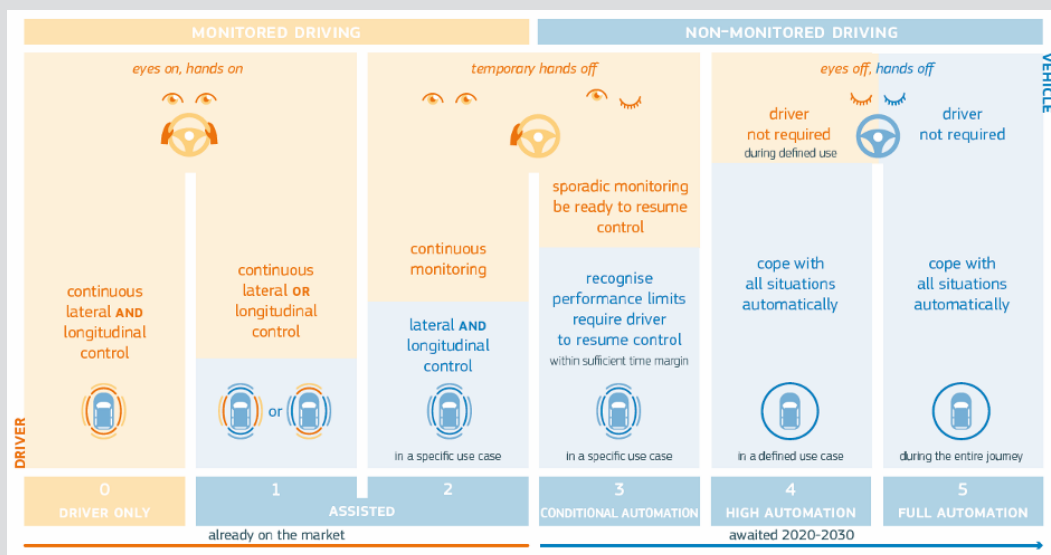 MONITORED DRIVING
NON-MONITORED DRIVING
eyes on, hands on
temporary hands off
eyes off, hands off
VEHICLE
driver
not required
during defined use
driver
not required
sporadic monitoring
be ready to resume
control
continuous
monitoring
continuous
lateral OR
longitudinal
control
continuous
lateral AND
longitudinal
control
lateral AND
longitudinal
control
recognise
performance limits
require driver
to resume control
within sufficient time margin
cope with
all situations
automatically
cope with
all situations
automatically
or
DRIVER
in a specific use case
in a specific use case
in a defined use case
during the entire journey
0
DRIVER ONLY
1
2
ASSISTED
3
CONDITIONAL AUTOMATION
4
HIGH AUTOMATION
5
FULL AUTOMATION
already on the market
awaited 2020-2030